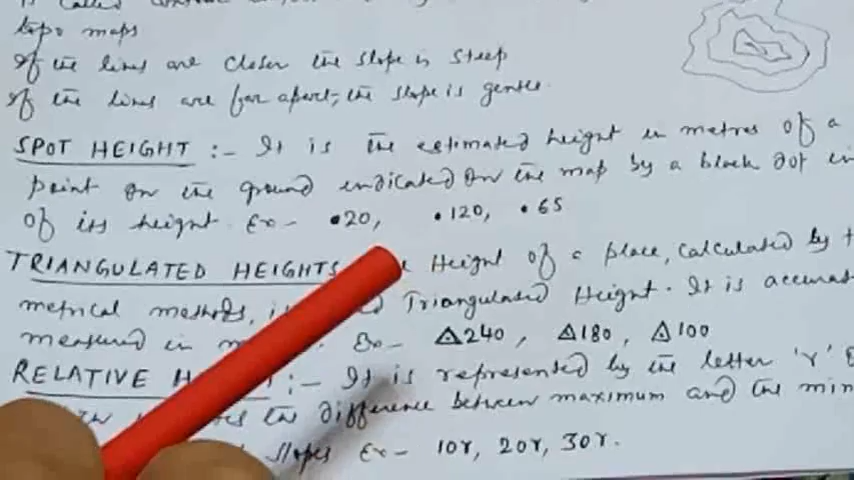 topo maps
If the lines are closer the slope is steep
If the lines are far apart, the slope is gentle.
SPOT HEIGHT :- It is the estimated height in metres of a
point on the ground indicated on the map by a black dot in
of its height Ex- •20, •120, •65
TRIANGULATED HEIGHTS Height of a place, calculated by
metrical methods, Triangulated Height. It is accurate
measured in Ex- △240, △180, △100
RELATIVE H :- It is represented by the letter 'r'
the difference between maximum and the min
slopes Ex- 10r, 20r, 30r.